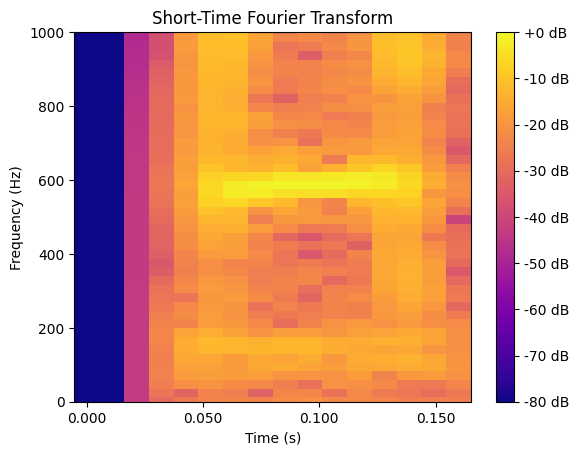 Short-Time Fourier Transform
1000
800
600
400
200
0
Frequency (Hz)
0.000
0.050
0.100
0.150
Time (s)
+0 dB
-10 dB
-20 dB
-30 dB
-40 dB
-50 dB
-60 dB
-70 dB
-80 dB